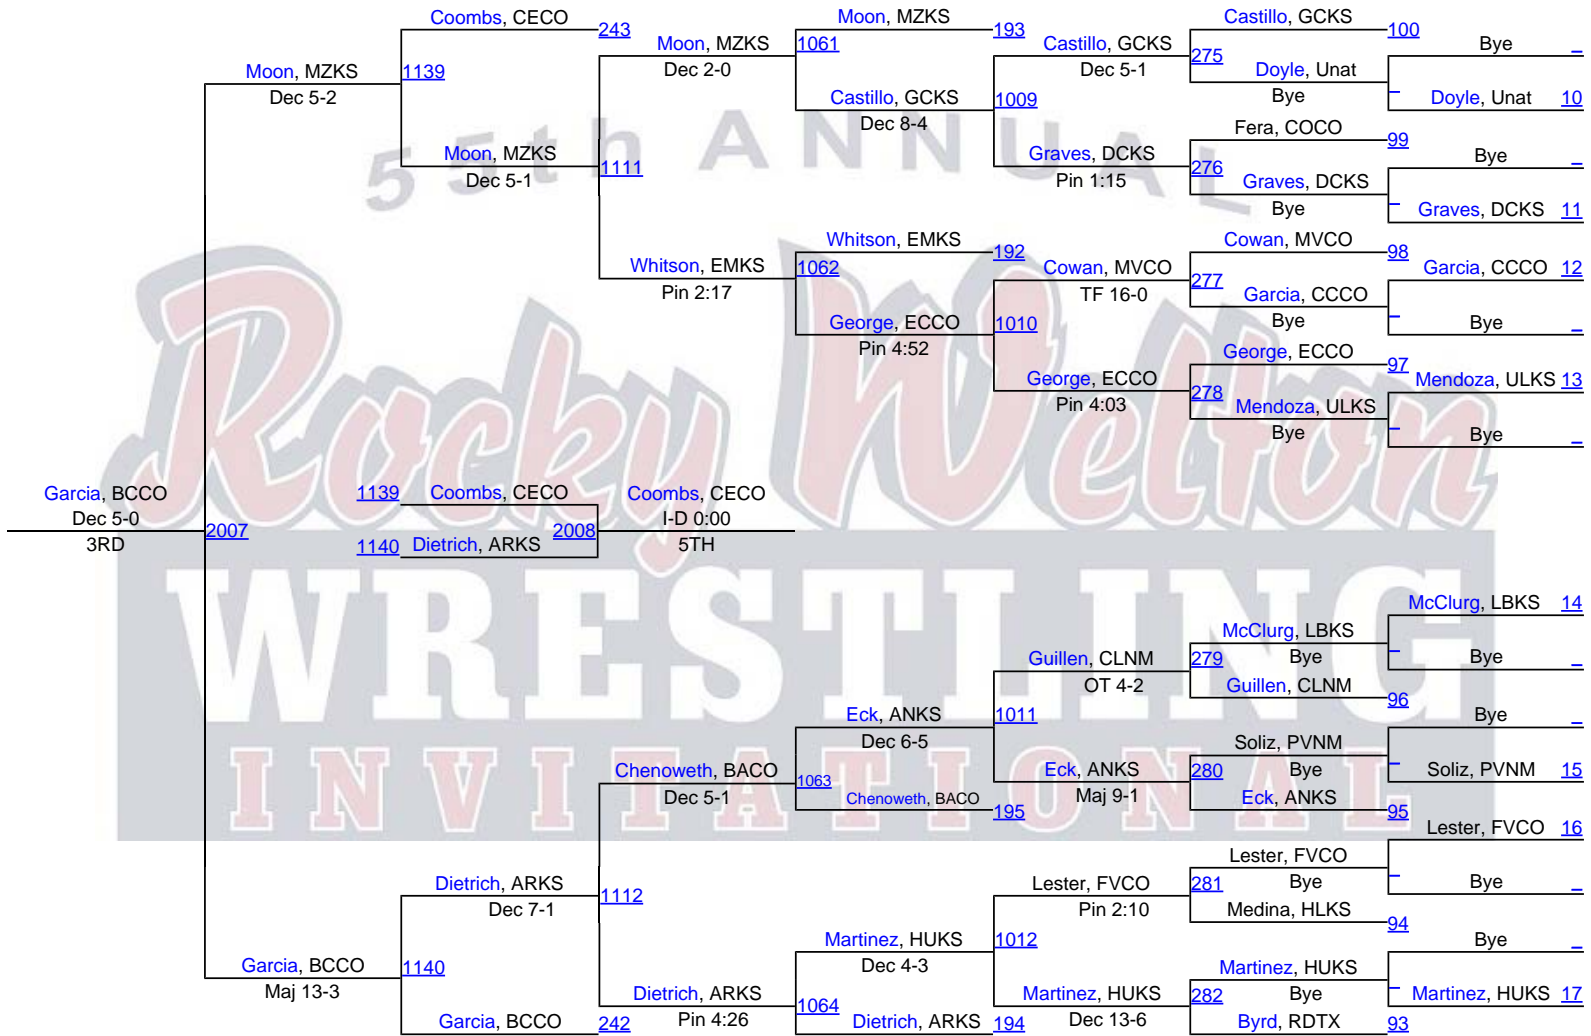 Coombs, CECO
243
Moon, MZKS
Dec 5-2
1139
Moon, MZKS
Dec 5-1
Moon, MZKS
Dec 2-0
1111
Whitson, EMKS
Pin 2:17
Moon, MZKS
193
1061
Castillo, GCKS
Dec 8-4
Whitson, EMKS
192
1062
George, ECCO
Pin 4:52
Castillo, GCKS
Dec 5-1
1009
Graves, DCKS
Pin 1:15
Cowan, MVCO
TF 16-0
1010
George, ECCO
Pin 4:03
Castillo, GCKS
100
275
Doyle, Unat
Bye
Fera, COCO
99
276
Graves, DCKS
Bye
Cowan, MVCO
98
277
Garcia, CCCO
Bye
George, ECCO
97
278
Mendoza, ULKS
Bye
Bye
Doyle, Unat 10
Bye
Graves, DCKS 11
Garcia, CCCO 12
Bye
Mendoza, ULKS 13
Bye
55th ANNUAL
Rocky Welton
WRESTLING
INVITATIONAL
Garcia, BCCO
Dec 5-0
3RD
2007
1139 Coombs, CECO
1140 Dietrich, ARKS
2008
Coombs, CECO
I-D 0:00
5TH
McClurg, LBKS 14
Bye
Bye
Soliz, PVNM 15
Lester, FVCO 16
Bye
Bye
Martinez, HUKS 17
McClurg, LBKS
279
Bye
Guillen, CLNM
96
Soliz, PVNM
280
Bye
Eck, ANKS
95
Lester, FVCO
281
Bye
Medina, HLKS
94
Martinez, HUKS
282
Bye
Byrd, RDTX
93
Guillen, CLNM
OT 4-2
1011
Eck, ANKS
Maj 9-1
Lester, FVCO
Pin 2:10
1012
Martinez, HUKS
Dec 13-6
Eck, ANKS
Dec 6-5
1063
Chenoweth, BACO
195
Martinez, HUKS
Dec 4-3
1064
Dietrich, ARKS 194
Chenoweth, BACO
Dec 5-1
1112
Dietrich, ARKS
Pin 4:26
Dietrich, ARKS
Dec 7-1
1140
Garcia, BCCO
242
Garcia, BCCO
Maj 13-3